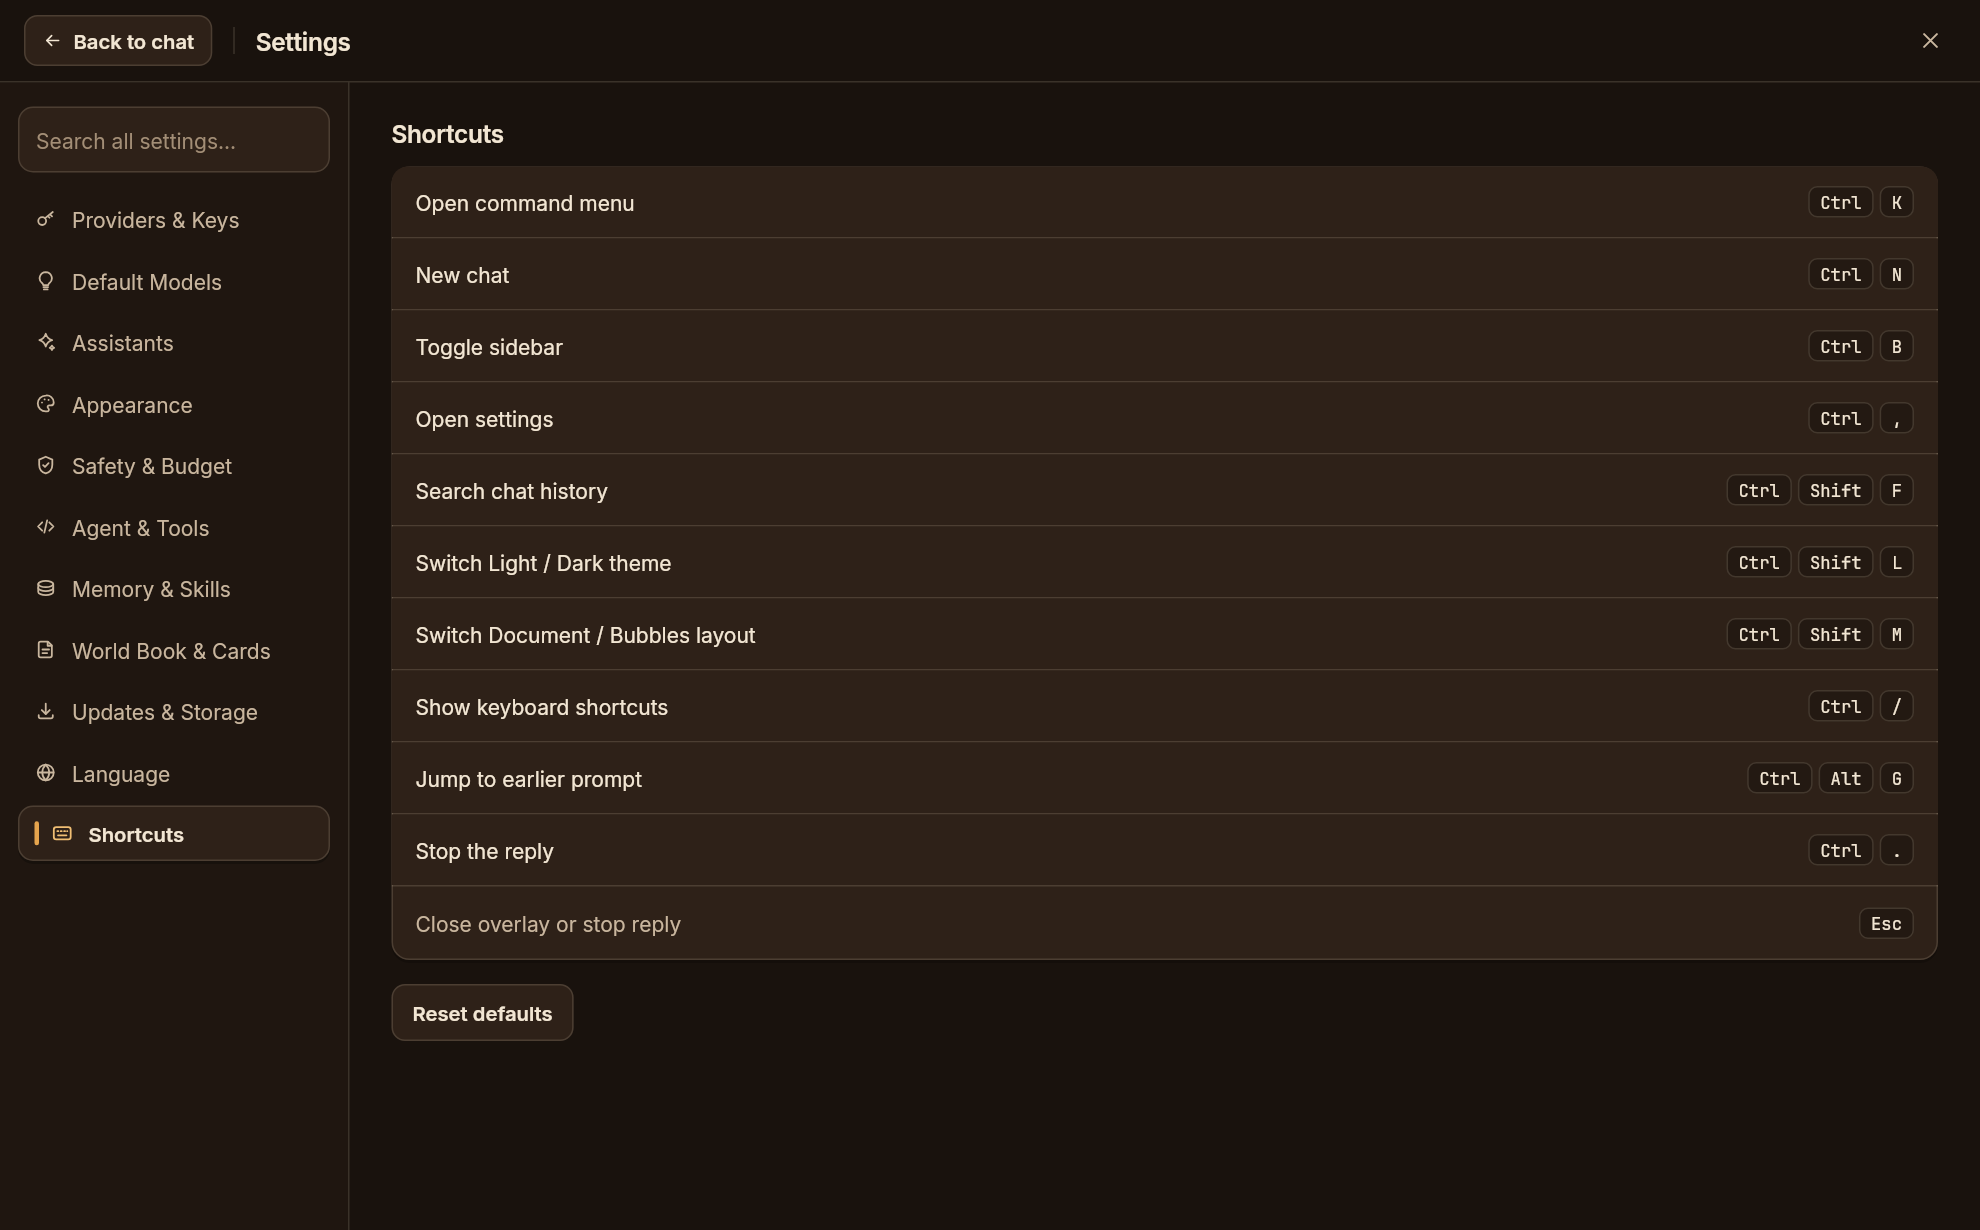 Back to chat
Settings
Search all settings...
Providers & Keys
Default Models
Assistants
Appearance
Safety & Budget
Agent & Tools
Memory & Skills
World Book & Cards
Updates & Storage
Language
Shortcuts
Shortcuts
Open command menu Ctrl K
New chat Ctrl N
Toggle sidebar Ctrl B
Open settings Ctrl ,
Search chat history Ctrl Shift F
Switch Light / Dark theme Ctrl Shift L
Switch Document / Bubbles layout Ctrl Shift M
Show keyboard shortcuts Ctrl /
Jump to earlier prompt Ctrl Alt G
Stop the reply Ctrl .
Close overlay or stop reply Esc
Reset defaults